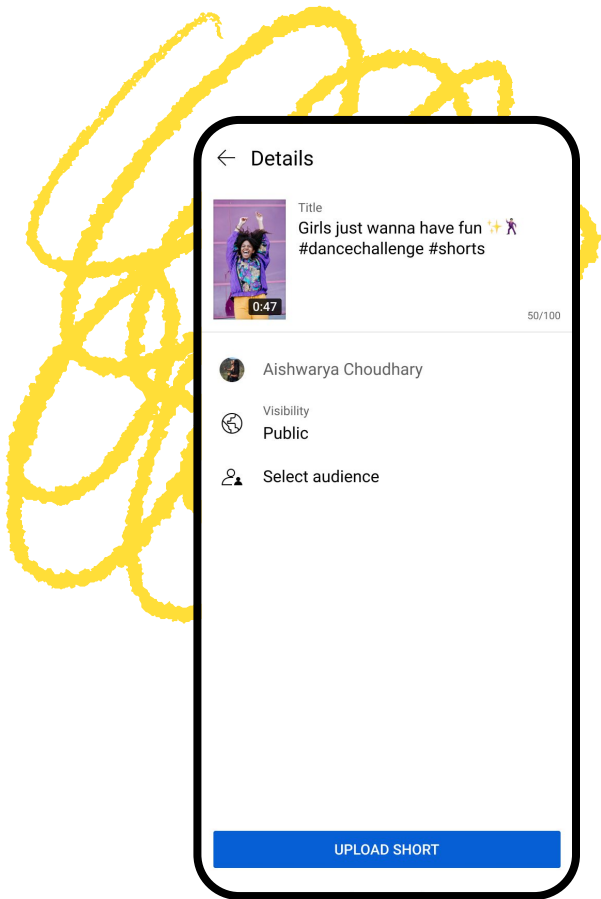 Details
Title
Girls just wanna have fun ✨🕺
#dancechallenge #shorts
0:47
50/100
Aishwarya Choudhary
Visibility
Public
Select audience
UPLOAD SHORT